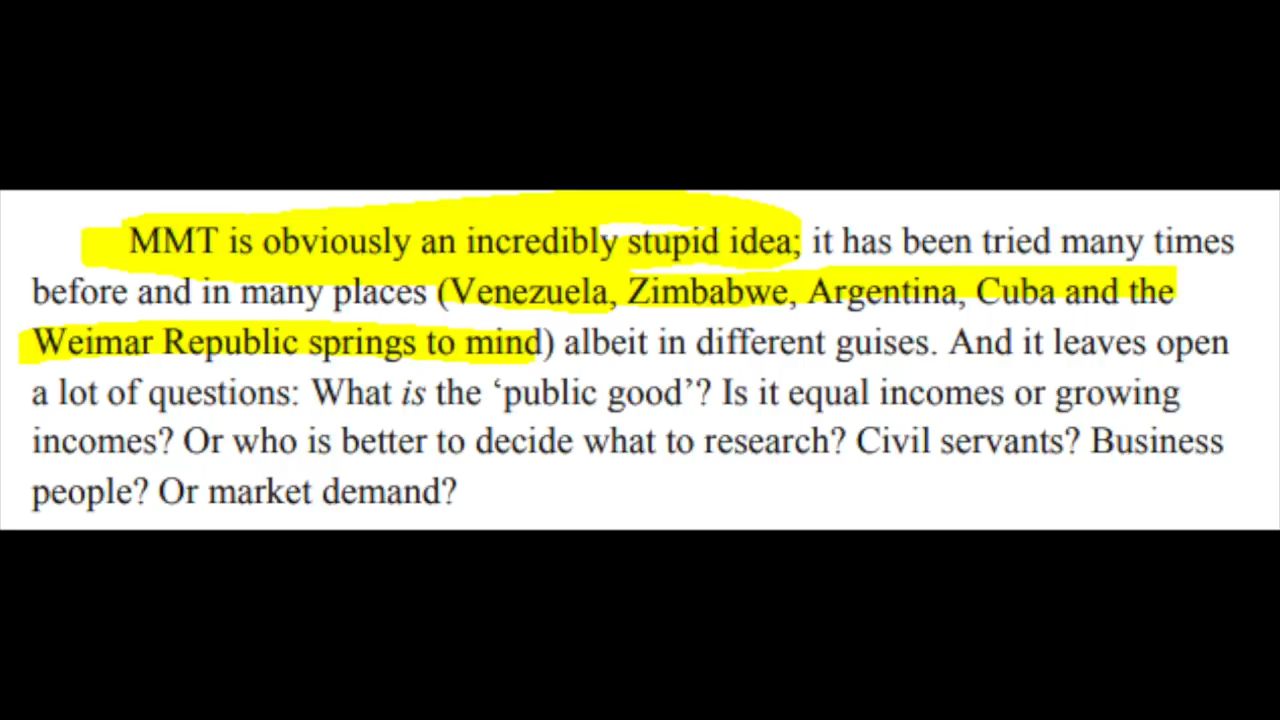 MMT is obviously an incredibly stupid idea; it has been tried many times
before and in many places (Venezuela, Zimbabwe, Argentina, Cuba and the
Weimar Republic springs to mind) albeit in different guises. And it leaves open
a lot of questions: What is the ‘public good’? Is it equal incomes or growing
incomes? Or who is better to decide what to research? Civil servants? Business
people? Or market demand?